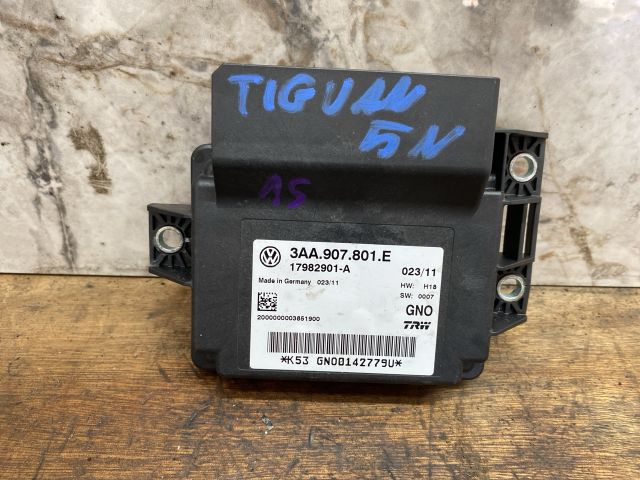 TIGUAN
5N
AS
3AA.907.801.E
17982901-A
023/11
Made in Germany 023/11
HW: H18
SW: 0007
GNO
2000000003851900
TRW
*K53 GN00142779U*